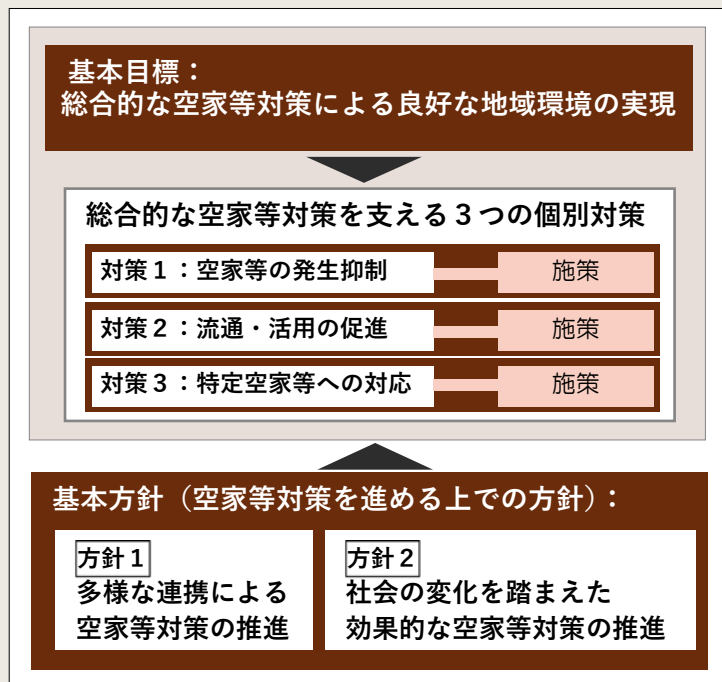 基本目標：
総合的な空家等対策による良好な地域環境の実現
総合的な空家等対策を支える３つの個別対策
対策１：空家等の発生抑制　施策
対策２：流通・活用の促進　施策
対策３：特定空家等への対応　施策
基本方針（空家等対策を進める上での方針）：
方針１
多様な連携による
空家等対策の推進
方針２
社会の変化を踏まえた
効果的な空家等対策の推進